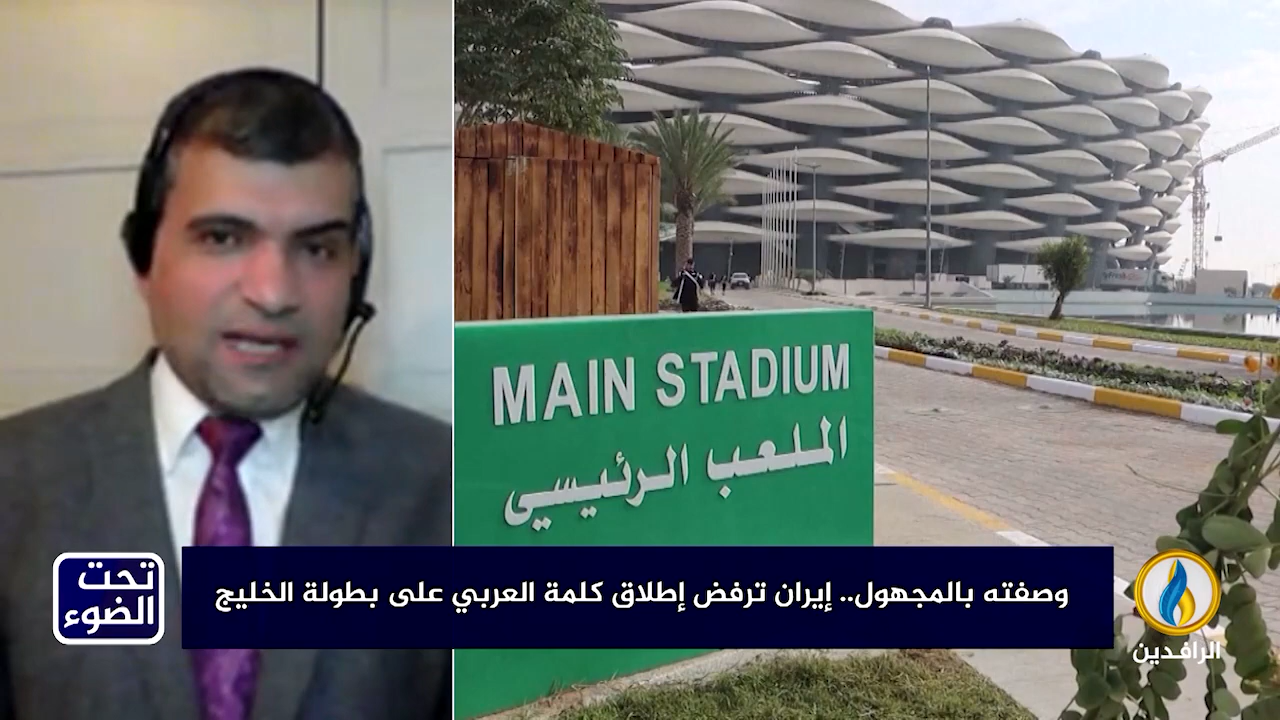 MAIN STADIUM
الملعب الرئيسي
تحت
الضوء
وصفته بالمجهول.. إيران ترفض إطلاق كلمة العربي على بطولة الخليج
الرافدين